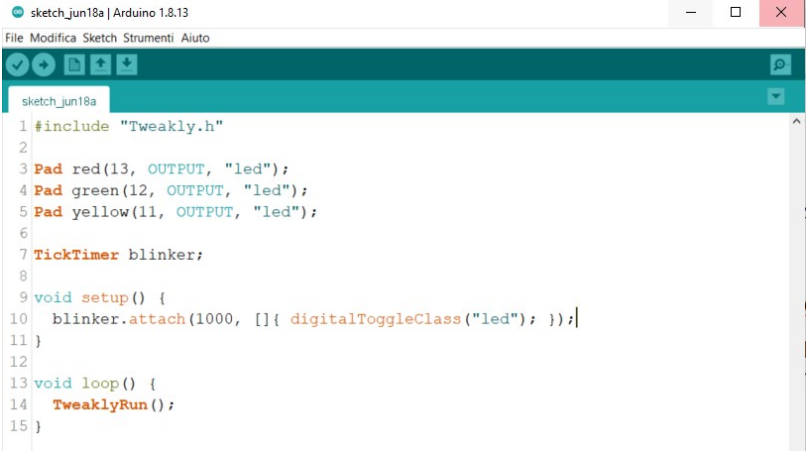 sketch_jun18a | Arduino 1.8.13
File Modifica Sketch Strumenti Aiuto
sketch_jun18a
1 #include "Tweakly.h"
2
3 Pad red(13, OUTPUT, "led");
4 Pad green(12, OUTPUT, "led");
5 Pad yellow(11, OUTPUT, "led");
6
7 TickTimer blinker;
8
9 void setup() {
10   blinker.attach(1000, []{ digitalToggleClass("led"); });
11 }
12
13 void loop() {
14   TweaklyRun();
15 }